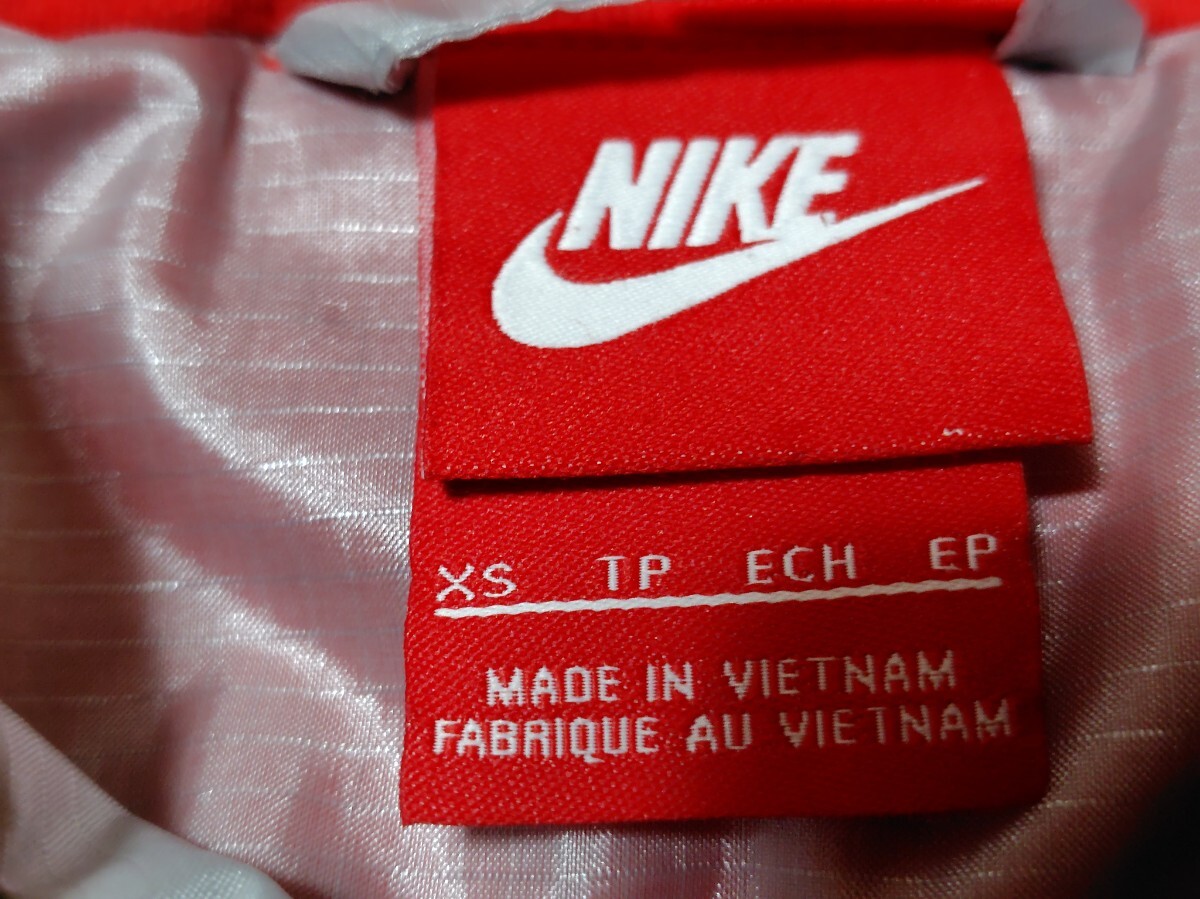 NIKE
XS TP ECH EP
MADE IN VIETNAM
FABRIQUE AU VIETNAM